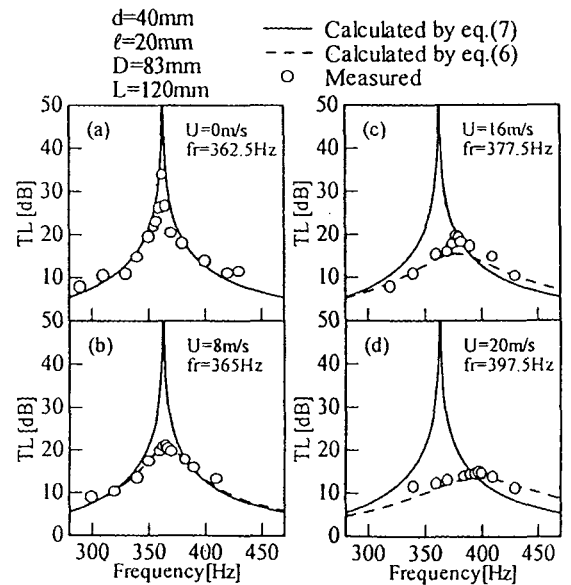 d=40mm
ℓ=20mm
D=83mm
L=120mm
Calculated by eq.(7)
Calculated by eq.(6)
Measured
50
40
30
20
10
50
40
30
20
10
0
TL [dB]
TL [dB]
(a)
U=0m/s
fr=362.5Hz
(b)
U=8m/s
fr=365Hz
300 350 400 450
Frequency[Hz]
50
40
30
20
10
50
40
30
20
10
0
TL [dB]
TL [dB]
(c)
U=16m/s
fr=377.5Hz
(d)
U=20m/s
fr=397.5Hz
300 350 400 450
Frequency[Hz]